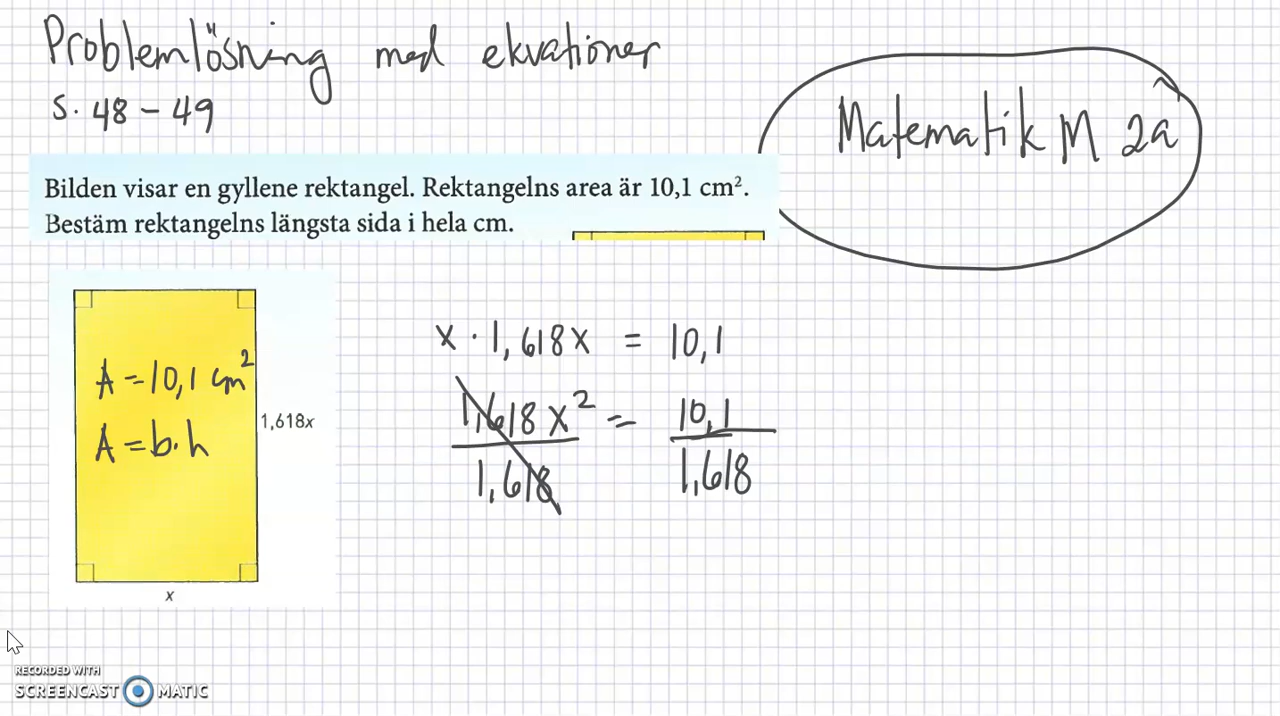 Problemlösning med ekvationer
s. 48 – 49
Matematik M 2a
Bilden visar en gyllene rektangel. Rektangelns area är 10,1 cm².
Bestäm rektangelns längsta sida i hela cm.
A = 10,1 cm²
A = b·h
1,618x
x
x · 1,618x = 10,1
1,618x² = 10,1
1,618 1,618
RECORDED WITH
SCREENCAST MATIC